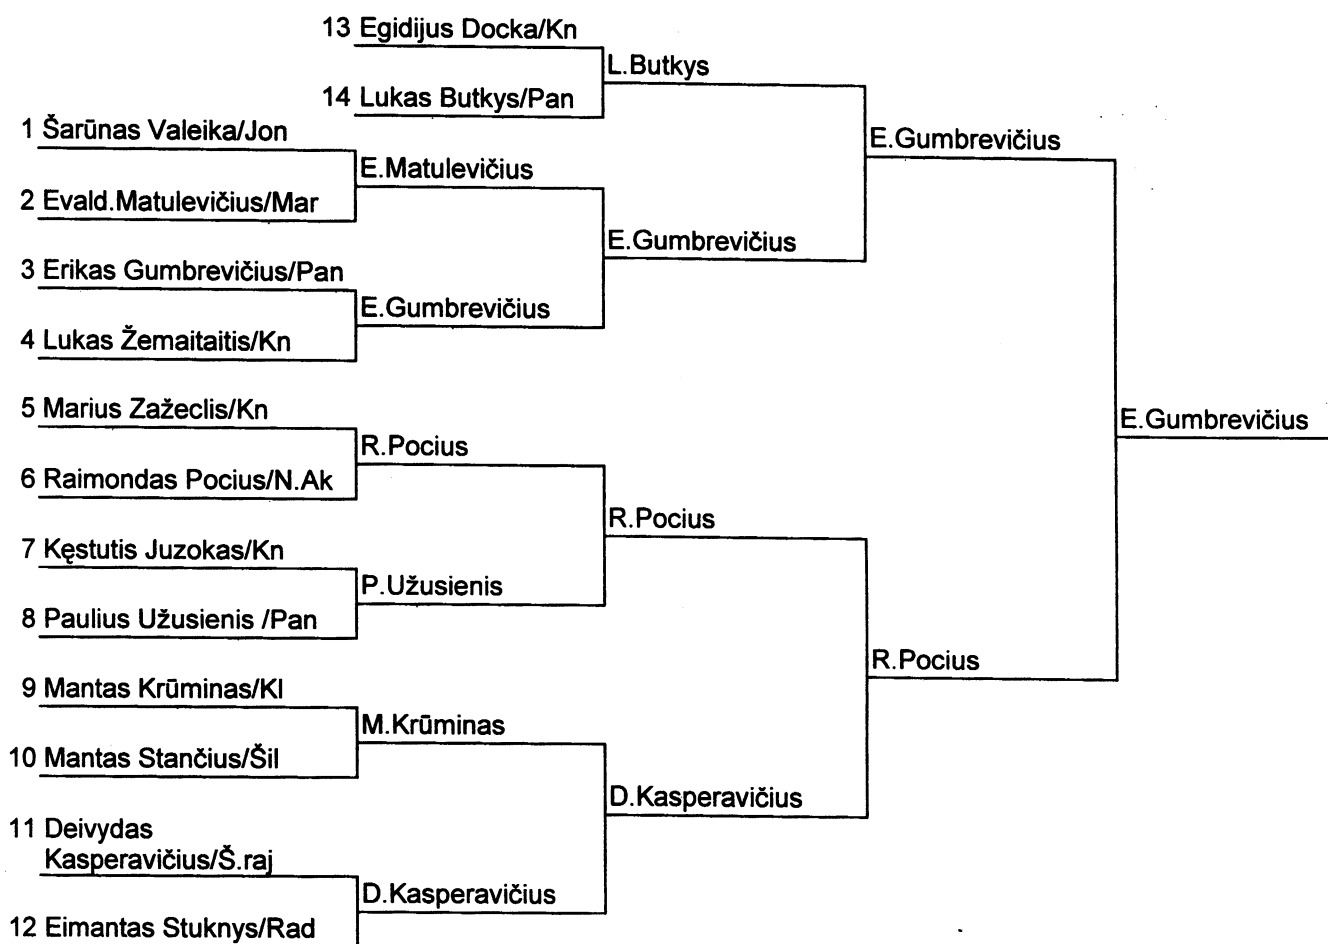 13 Egidijus Docka/Kn
L.Butkys
14 Lukas Butkys/Pan
1 Šarūnas Valeika/Jon
E.Gumbrevičius
E.Matulevičius
2 Evald.Matulevičius/Mar
E.Gumbrevičius
3 Erikas Gumbrevičius/Pan
E.Gumbrevičius
4 Lukas Žemaitaitis/Kn
5 Marius Zažeclis/Kn
E.Gumbrevičius
R.Pocius
6 Raimondas Pocius/N.Ak
R.Pocius
7 Kęstutis Juzokas/Kn
P.Užusienis
8 Paulius Užusienis /Pan
R.Pocius
9 Mantas Krūminas/Kl
M.Krūminas
10 Mantas Stančius/Šil
D.Kasperavičius
11 Deivydas
Kasperavičius/Š.raj
D.Kasperavičius
12 Eimantas Stuknys/Rad